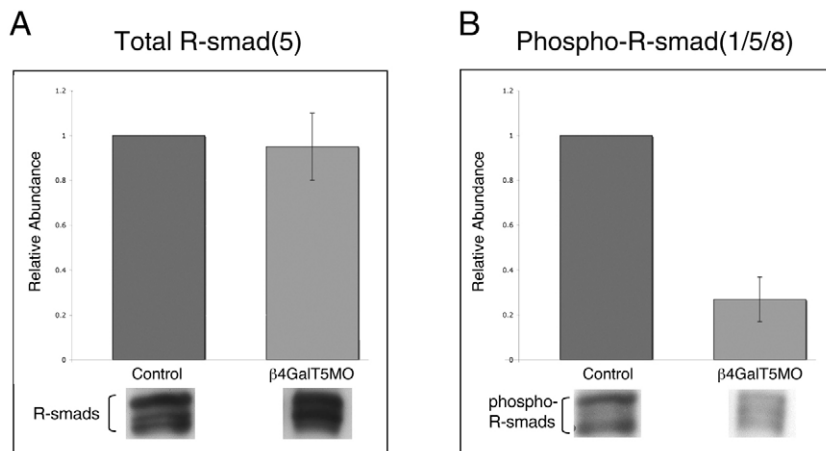 A
Total R-smad(5)
1.2
1
0.8
0.6
0.4
0.2
0
Relative Abundance
Control
β4GalT5MO
R-smads
B
Phospho-R-smad(1/5/8)
1.2
1
0.8
0.6
0.4
0.2
0
Relative Abundance
Control
β4GalT5MO
phospho-
R-smads